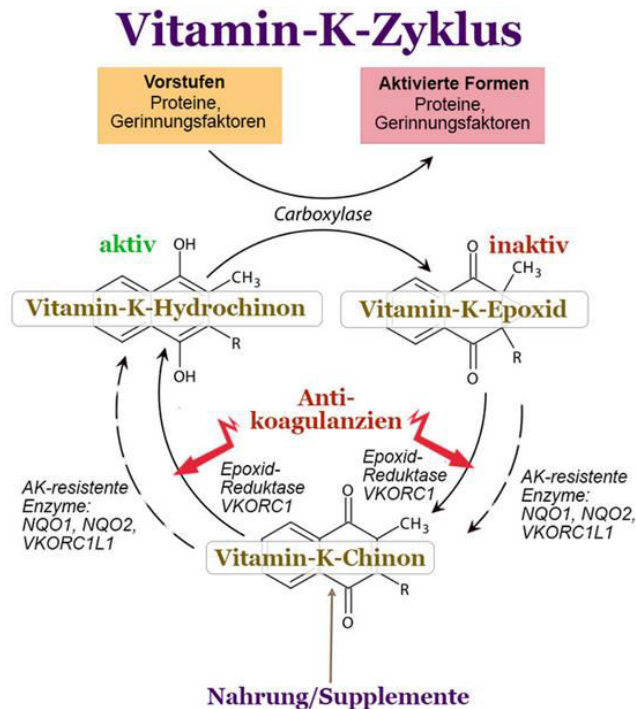 Vitamin-K-Zyklus
Vorstufen
Proteine,
Gerinnungsfaktoren
Aktivierte Formen
Proteine,
Gerinnungsfaktoren
Carboxylase
aktiv
OH
CH3
Vitamin-K-Hydrochinon
R
OH
inaktiv
O
CH3
Vitamin-K-Epoxid
R
O
Anti-
koagulanzien
Epoxid-
Reduktase
VKORC1
Epoxid-
Reduktase
VKORC1
AK-resistente
Enzyme:
NQO1, NQO2,
VKORC1L1
AK-resistente
Enzyme:
NQO1, NQO2,
VKORC1L1
O
CH3
Vitamin-K-Chinon
R
O
Nahrung/Supplemente